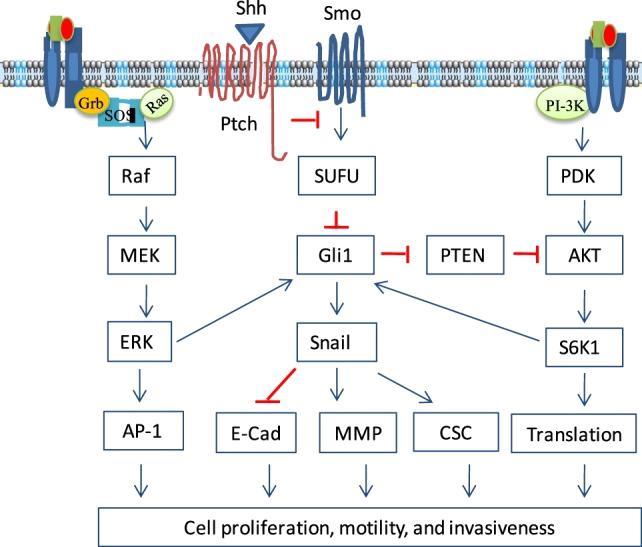 Shh
Smo
Grb
SOS
Ras
Ptch
PI-3K
Raf
SUFU
PDK
MEK
Gli1
PTEN
AKT
ERK
Snail
S6K1
AP-1
E-Cad
MMP
CSC
Translation
Cell proliferation, motility, and invasiveness